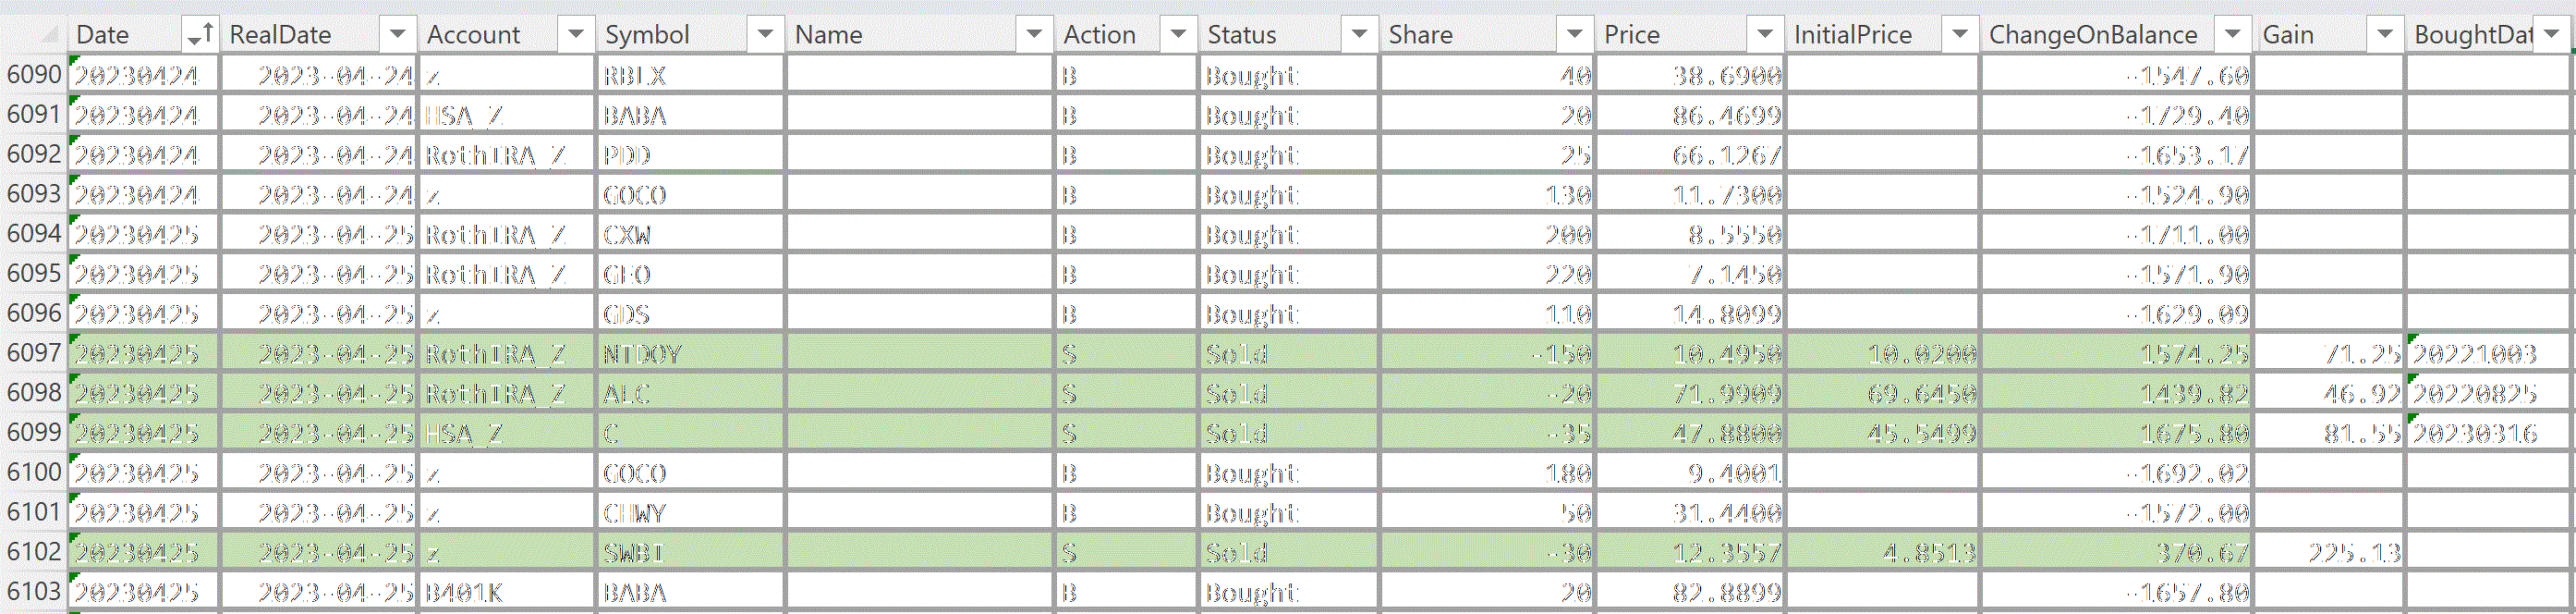 Date RealDate Account Symbol Name Action Status Share Price InitialPrice ChangeOnBalance Gain BoughtDat
6090 20230424 2023-04-24 z RBLX B Bought 40 38.6900 -1547.60
6091 20230424 2023-04-24 HSA_Z BABA B Bought 20 86.4699 -1729.40
6092 20230424 2023-04-24 RothIRA_Z PDD B Bought 25 66.1267 -1653.17
6093 20230424 2023-04-24 z GOCO B Bought 130 11.7300 -1524.90
6094 20230425 2023-04-25 RothIRA_Z CXW B Bought 200 8.5550 -1711.00
6095 20230425 2023-04-25 RothIRA_Z GEO B Bought 220 7.1450 -1571.90
6096 20230425 2023-04-25 z GDS B Bought 110 14.8099 -1629.09
6097 20230425 2023-04-25 RothIRA_Z NTDOY S Sold -150 10.4950 10.0200 1574.25 71.25 20221003
6098 20230425 2023-04-25 RothIRA_Z ALC S Sold -20 71.9909 69.6450 1439.82 46.92 20220825
6099 20230425 2023-04-25 HSA_Z C S Sold -35 47.8800 45.5499 1675.80 81.55 20230316
6100 20230425 2023-04-25 z GOCO B Bought 180 9.4001 -1692.02
6101 20230425 2023-04-25 z CHWY B Bought 50 31.4400 -1572.00
6102 20230425 2023-04-25 z SWBI S Sold -30 12.3557 4.8513 370.67 225.13
6103 20230425 2023-04-25 B401K BABA B Bought 20 82.8899 -1657.80